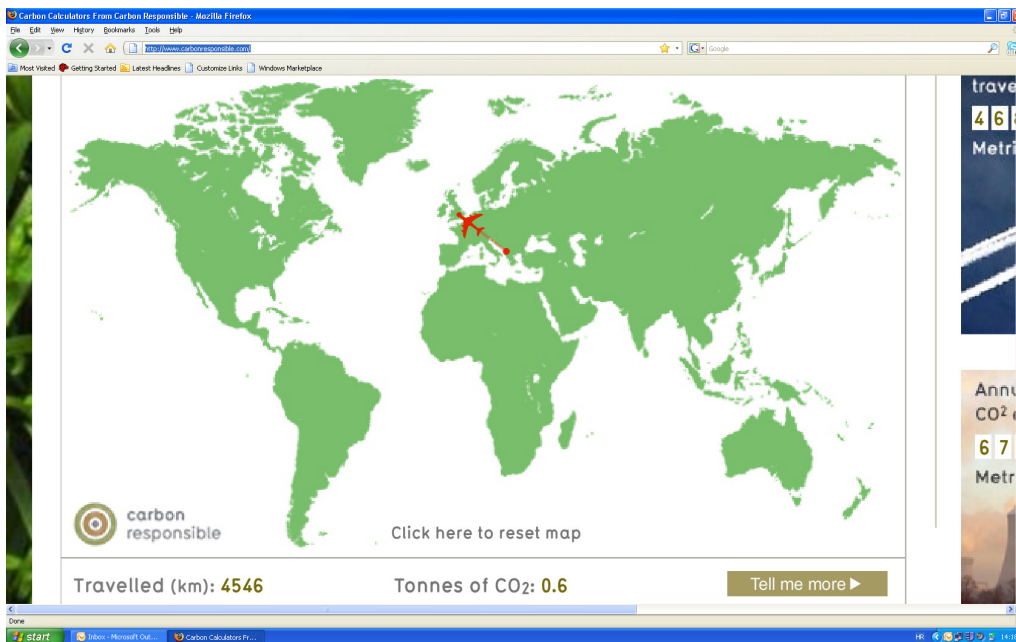 Carbon Calculators From Carbon Responsible - Mozilla Firefox
File Edit View History Bookmarks Tools Help
http://www.carbonresponsible.com/
Google
Most Visited Getting Started Latest Headlines Customize Links Windows Marketplace
trave
4 6 8
Metri
Annu
CO2 e
6 7
Metr
carbon
responsible
Click here to reset map
Travelled (km): 4546 Tonnes of CO2: 0.6 Tell me more
Done
start Inbox - Microsoft Out... Carbon Calculators Fr... HR 14:18